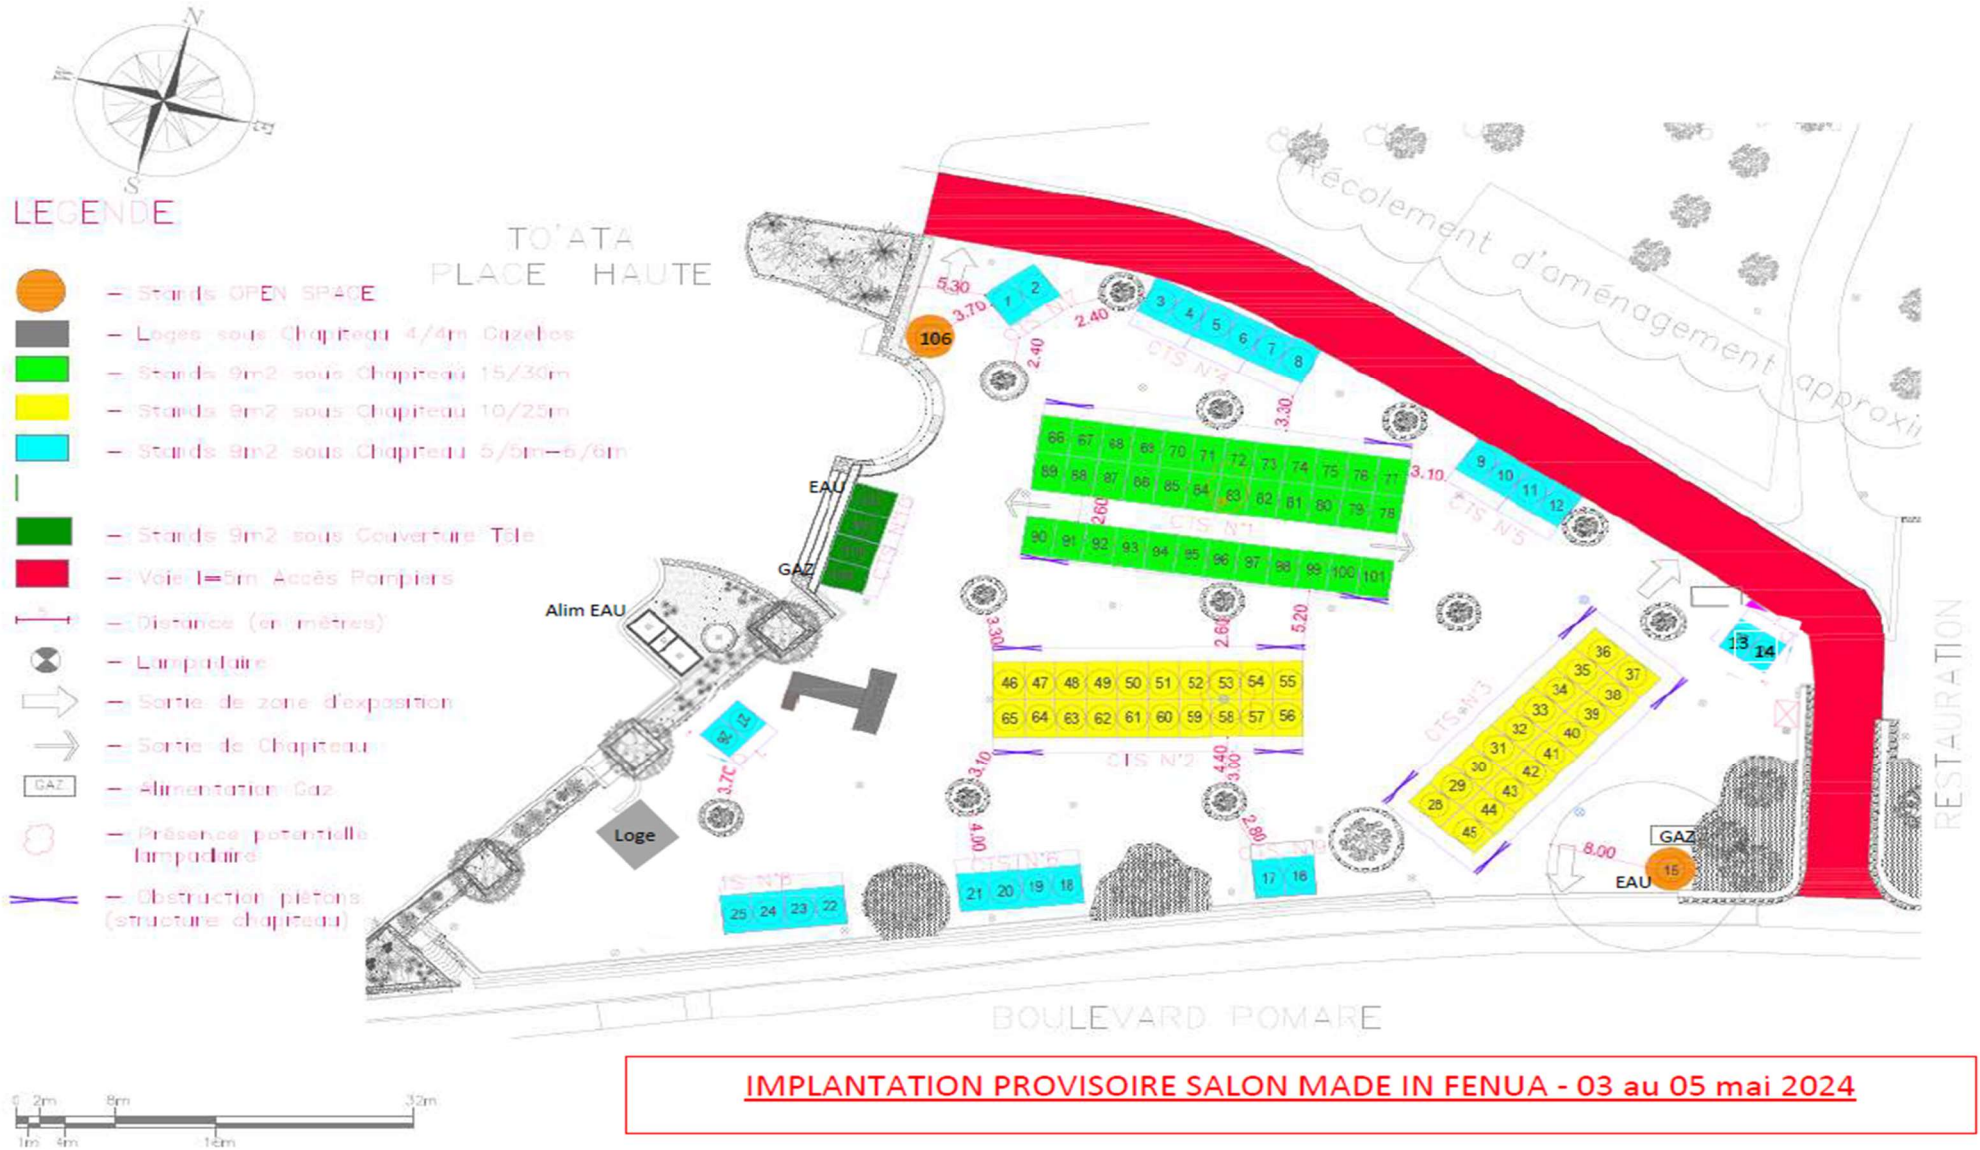 N
W
E
S
LEGENDE
– Stands OPEN SPACE
– Loges sous Chapiteau 4/4m Gazebos
– Stands 9m2 sous Chapiteau 15/30m
– Stands 9m2 sous Chapiteau 10/25m
– Stands 9m2 sous Chapiteau 5/5m–6/6m
– Stands 9m2 sous Couverture Tôle
– Voie l=5m Accès Pompiers
– Distance (en mètres)
– Lampadaire
– Sortie de zone d'exposition
– Sortie de Chapiteau
GAZ – Alimentation Gaz
– Présence potentielle
lampadaire
– Obstruction piétons
(structure chapiteau)
TO'ATA
PLACE HAUTE
Récolement d'aménagement approxi
5.30
3.70
106
1 2
2.40
2.40
3 4 5 6 7 8
CTS N°4
3.30
66 67 68 69 70 71 72 73 74 75 76 77
89 88 87 86 85 84 83 82 81 80 79 78
3.10
9 10 11 12
CTS N°5
2.60
CTS N°1
90 91 92 93 94 95 96 97 98 99 100 101
EAU
GAZ
Alim EAU
3.30
2.60
5.20
46 47 48 49 50 51 52 53 54 55
65 64 63 62 61 60 59 58 57 56
CTS N°2
3.10
4.40
3.00
36 37
35 38
34 39
33 40
32 41
31 42
30 43
29 44
28 45
CTS N°3
13 14
RESTAURATION
27
26
3.70
Loge
4.00
2.80
CTS N°6
CTS N°9
21 20 19 18
17 16
25 24 23 22
8.00
GAZ
15
EAU
BOULEVARD POMARE
0 2m 8m 32m
1m 4m 16m
IMPLANTATION PROVISOIRE SALON MADE IN FENUA - 03 au 05 mai 2024